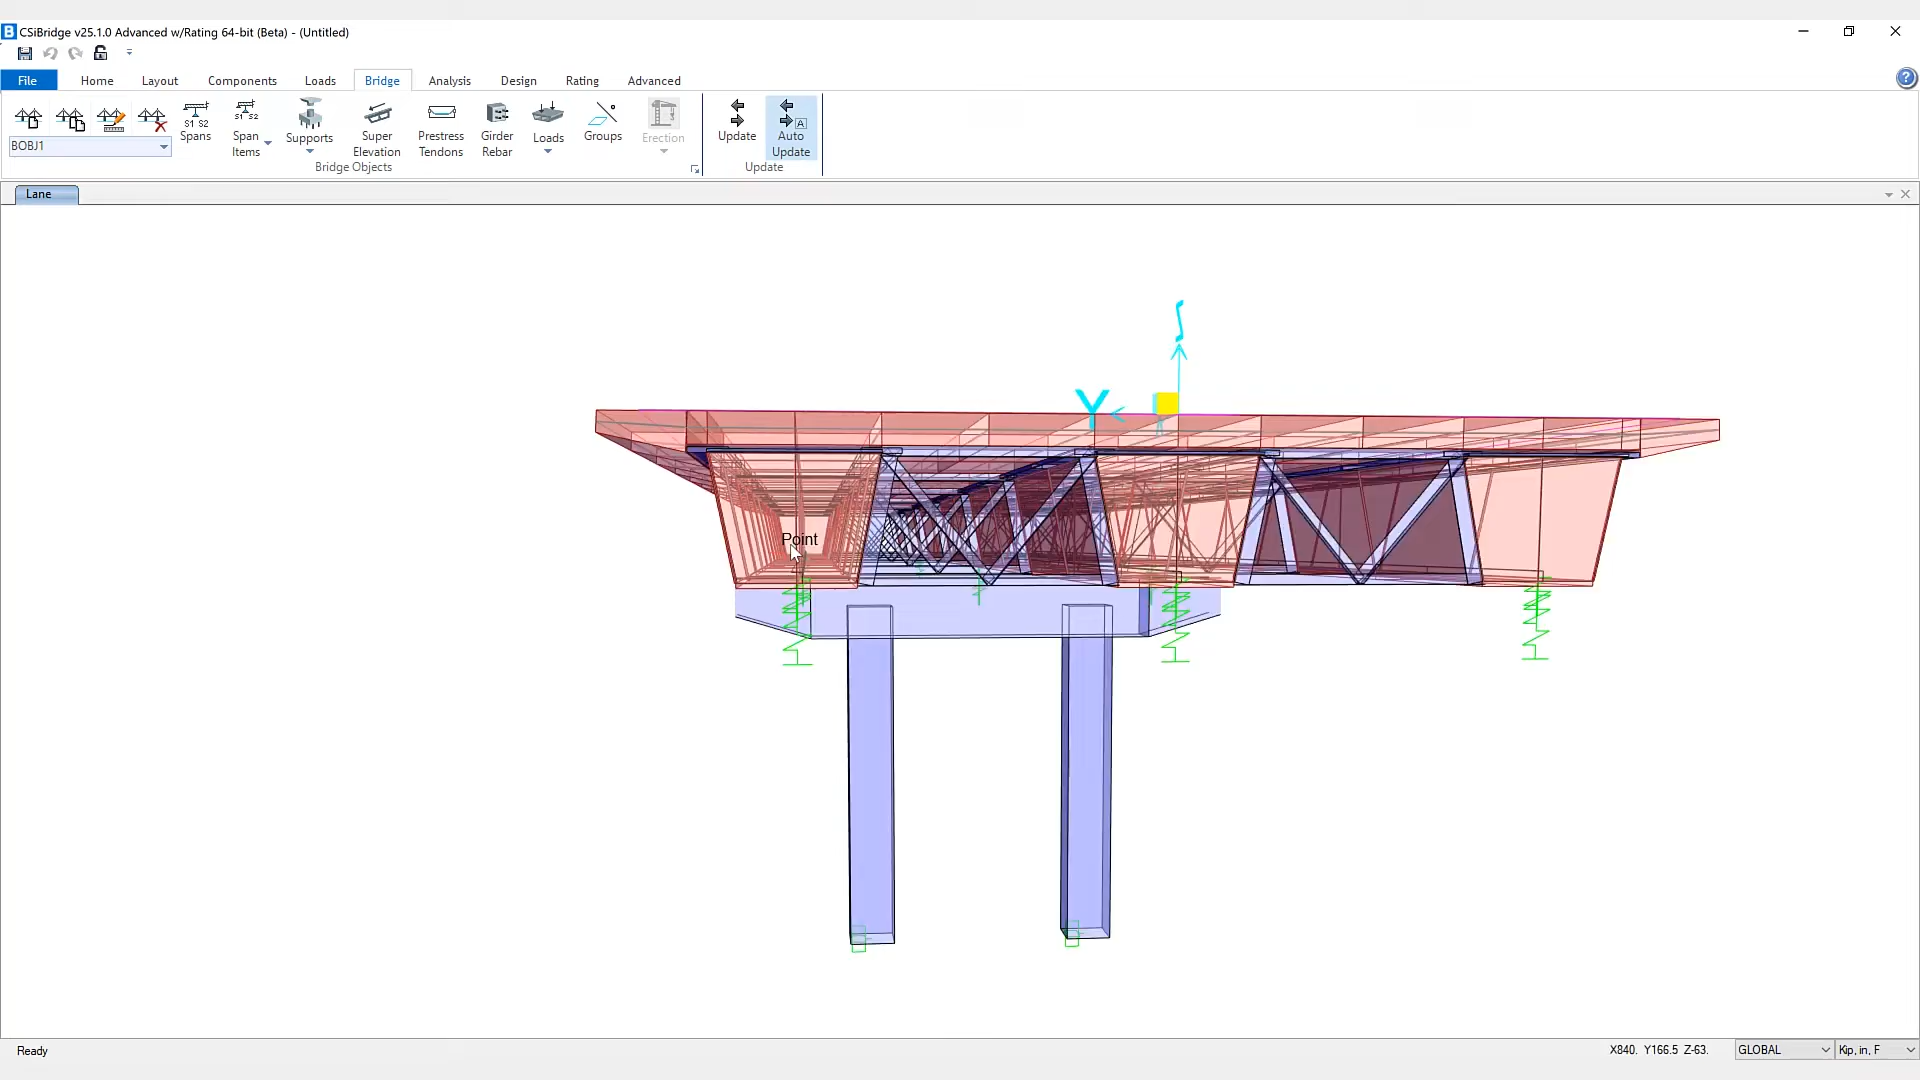 CSiBridge v25.1.0 Advanced w/Rating 64-bit (Beta) - (Untitled)
File Home Layout Components Loads Bridge Analysis Design Rating Advanced
BOBJ1
S1 S2
Spans
S1 S2
Span
Items
Supports
Super
Elevation
Prestress
Tendons
Girder
Rebar
Loads
Groups
Erection
Bridge Objects
Update
A
Auto
Update
Update
Lane
Y
Point
Ready
X840. Y166.5 Z-63.
GLOBAL
Kip, in, F